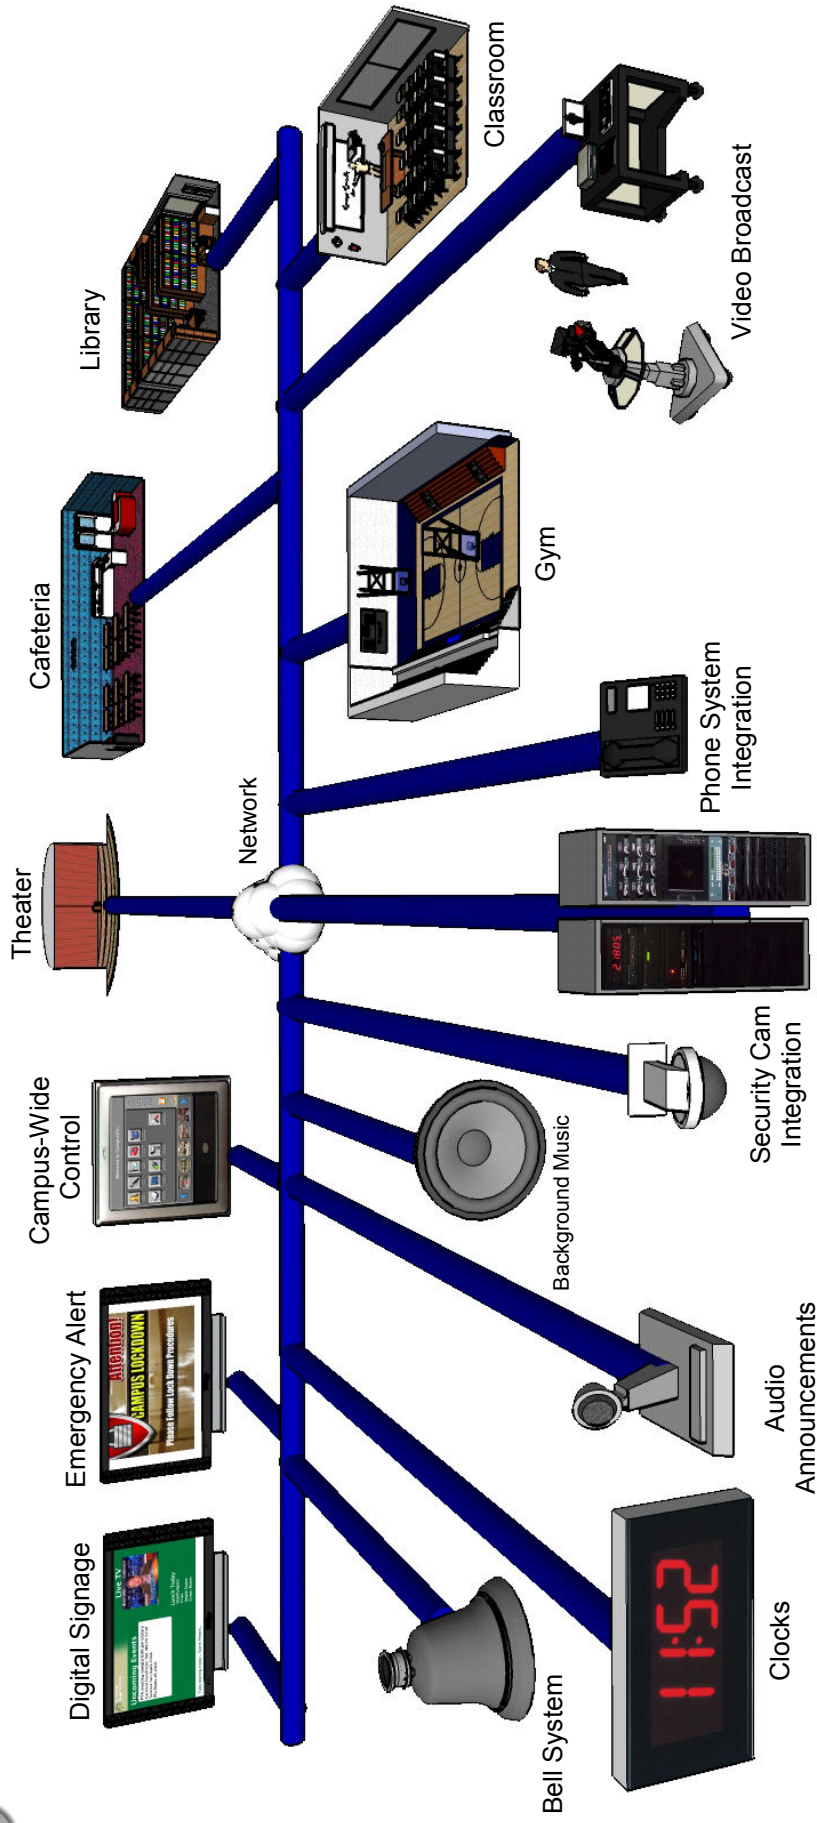 Digital Signage
Emergency Alert
Campus-Wide
Control
Theater
Cafeteria
Library
Upcoming Events
Live TV
Lunch Today
Attention!
CAMPUS LOCKDOWN
Please Follow Lock Down Procedures
Network
Classroom
Bell System
Background Music
Gym
Clocks
11:52
Audio
Announcements
Security Cam
Integration
Phone System
Integration
Video Broadcast